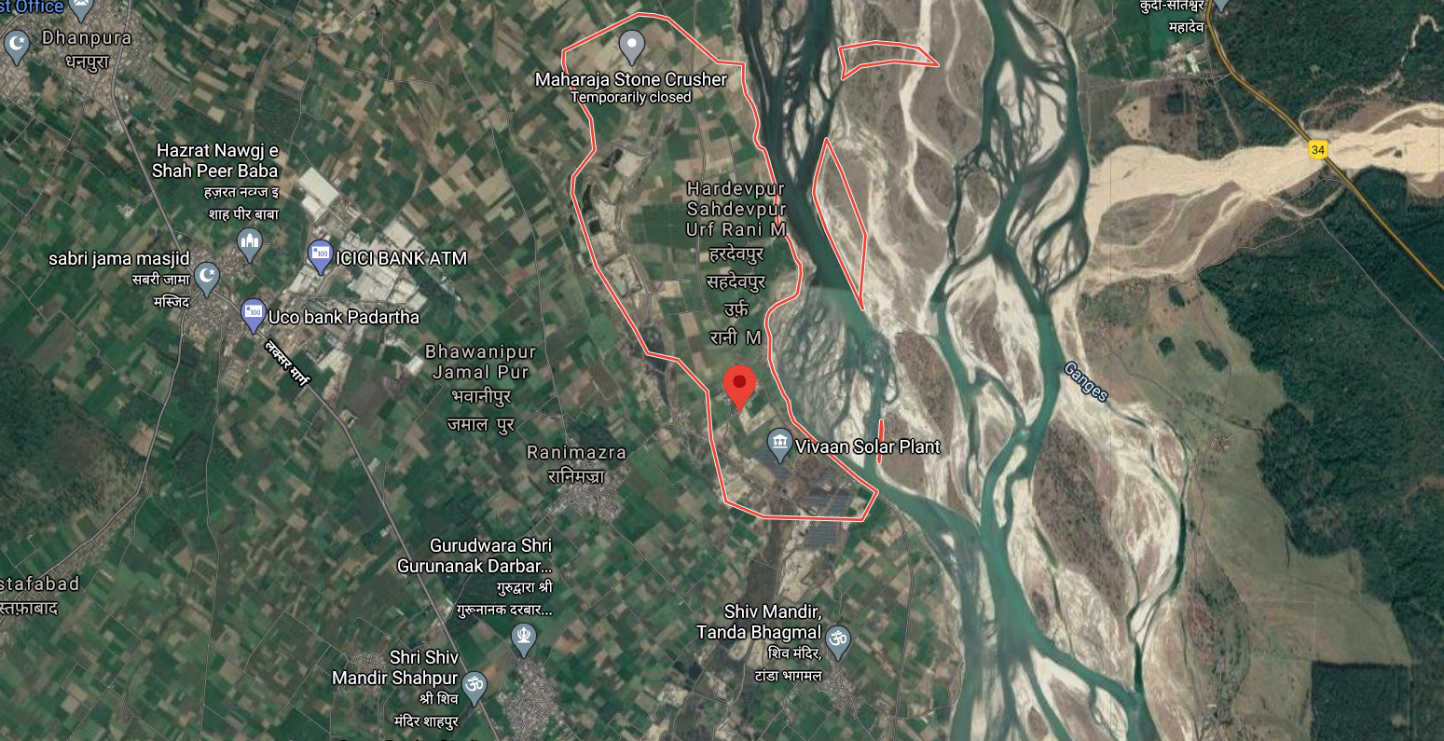 st Office
Dhanpura
धनपुरा
कुंडी-सोतेश्वर
महादेव
Maharaja Stone Crusher
Temporarily closed
34
Hazrat Nawgj e
Shah Peer Baba
हज़रत नवग्ज इ
शाह पीर बाबा
Hardevpur
Sahdevpur
Urf Rani M
हरदेवपुर
सहदेवपुर
उर्फ़
रानी M
sabri jama masjid
सबरी जामा
मस्जिद
ICICI BANK ATM
Uco bank Padartha
लक्सर मार्ग
Bhawanipur
Jamal Pur
भवानीपुर
जमाल पुर
Ganges
Ranimazra
रानिमज़्रा
Vivaan Solar Plant
Gurudwara Shri
Gurunanak Darbar...
गुरुद्वारा श्री
गुरूनानक दरबार...
stafabad
स्तफ़ाबाद
Shiv Mandir,
Tanda Bhagmal
शिव मंदिर,
टांडा भागमल
Shri Shiv
Mandir Shahpur
श्री शिव
मंदिर शाहपुर